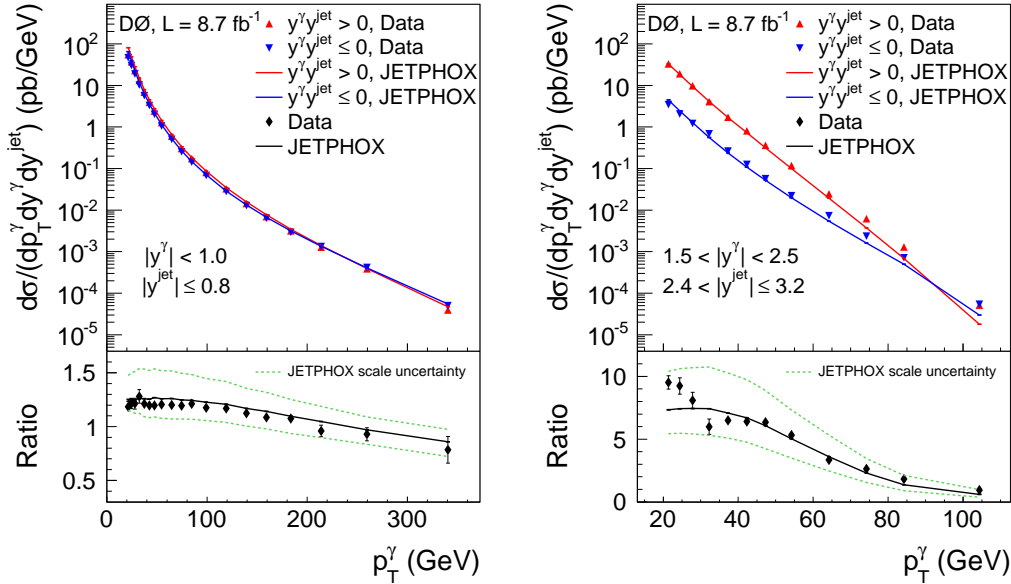 DØ, L = 8.7 fb⁻¹
y^γ y^jet > 0, Data
y^γ y^jet ≤ 0, Data
y^γ y^jet > 0, JETPHOX
y^γ y^jet ≤ 0, JETPHOX
Data
JETPHOX
|y^γ| < 1.0
|y^jet| ≤ 0.8
dσ/(dp_T^γ dy^γ dy^jet) (pb/GeV)
10²
10
1
10⁻¹
10⁻²
10⁻³
10⁻⁴
10⁻⁵
JETPHOX scale uncertainty
Ratio
1.5
1
0.5
0 100 200 300
p_T^γ (GeV)
DØ, L = 8.7 fb⁻¹
y^γ y^jet > 0, Data
y^γ y^jet ≤ 0, Data
y^γ y^jet > 0, JETPHOX
y^γ y^jet ≤ 0, JETPHOX
Data
JETPHOX
1.5 < |y^γ| < 2.5
2.4 < |y^jet| ≤ 3.2
dσ/(dp_T^γ dy^γ dy^jet) (pb/GeV)
10²
10
1
10⁻¹
10⁻²
10⁻³
10⁻⁴
10⁻⁵
JETPHOX scale uncertainty
Ratio
10
5
0
20 40 60 80 100
p_T^γ (GeV)